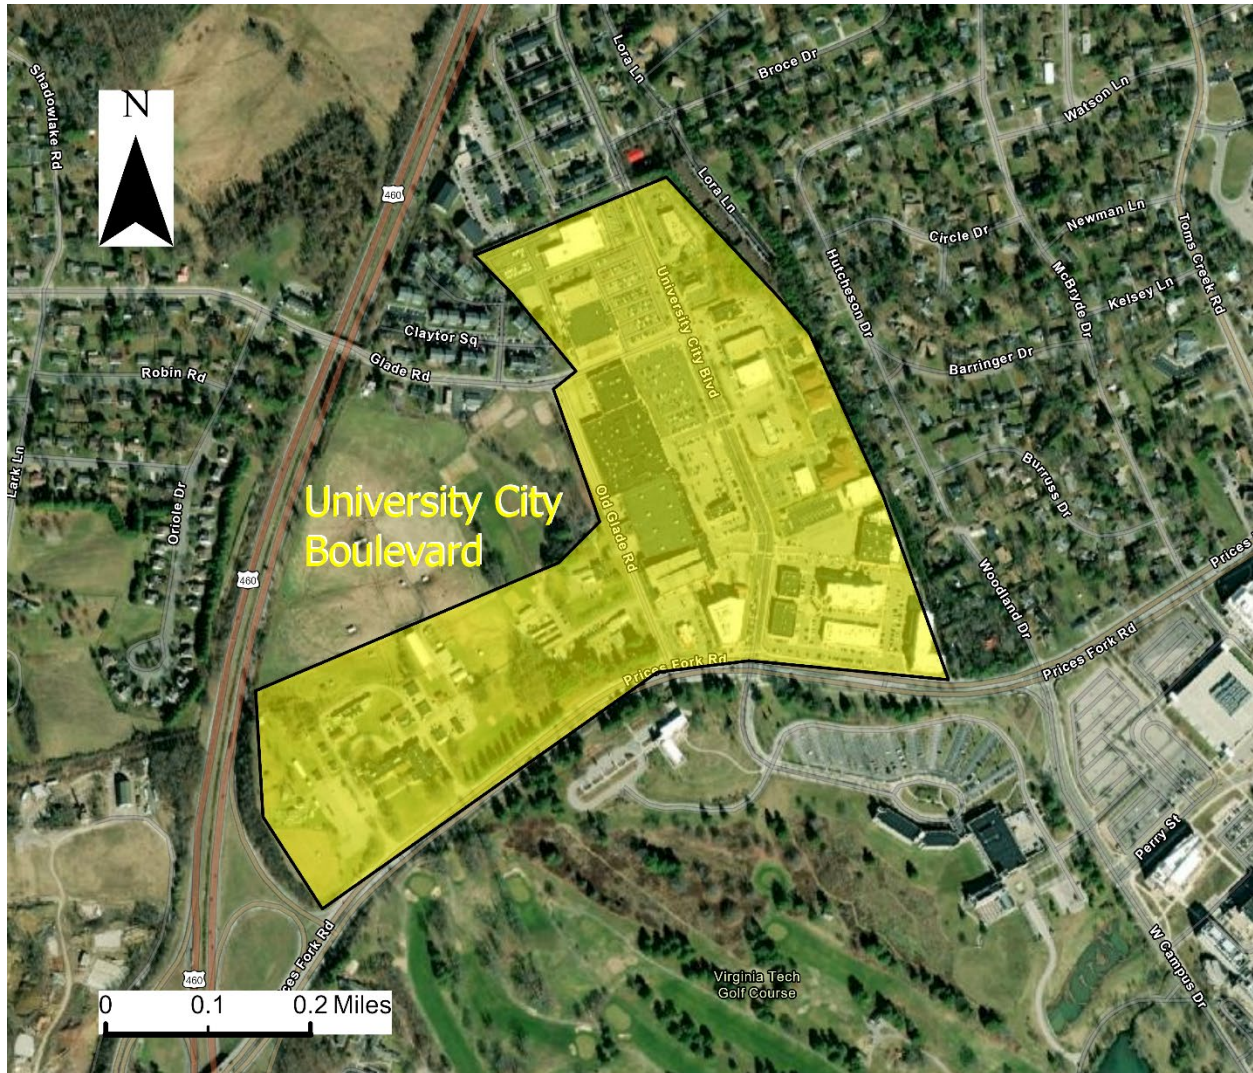 Lora Ln
Broce Dr
Shadowlake Rd
Watson Ln
N
460
Lora Ln
Newman Ln
Toms Creek Rd
Circle Dr
Hutcheson Dr
McBryde Dr
University City Blvd
Kelsey Ln
Claytor Sq
Glade Rd
Barringer Dr
Robin Rd
Lark Ln
Oriole Dr
Burruss Dr
University City
Boulevard
Old Glade Rd
Prices
460
Woodland Dr
Prices Fork Rd
Prices Fork Rd
Perry St
W Campus Dr
ces Fork Rd
460
Virginia Tech
Golf Course
0 0.1 0.2 Miles